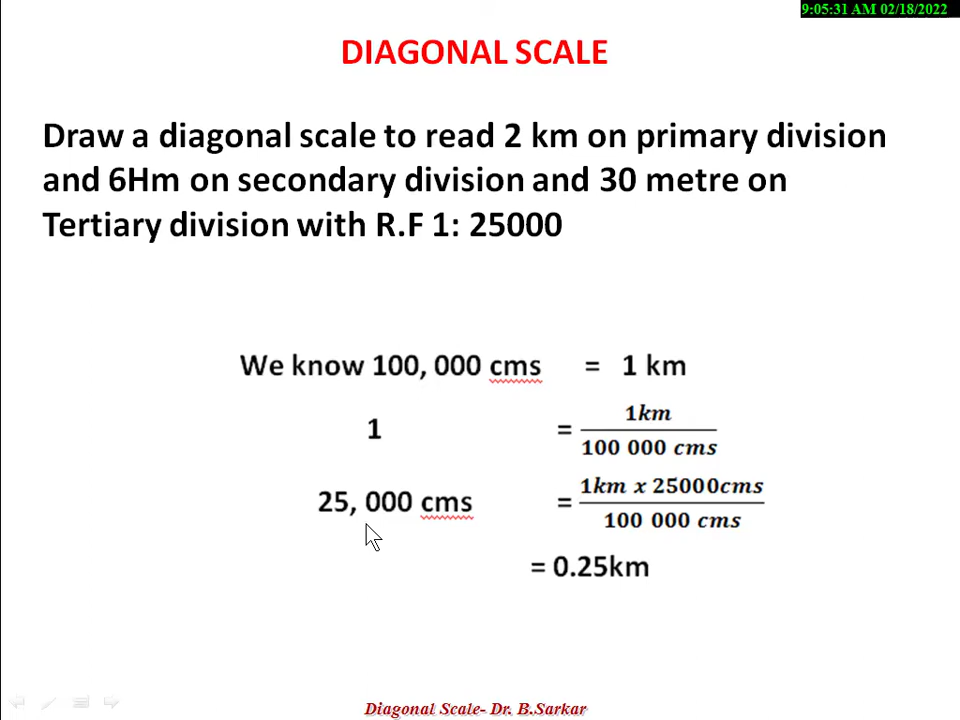 9:05:31 AM 02/18/2022
DIAGONAL SCALE
Draw a diagonal scale to read 2 km on primary division
and 6Hm on secondary division and 30 metre on
Tertiary division with R.F 1: 25000
We know 100, 000 cms = 1 km
1 = 1km / 100 000 cms
25, 000 cms = 1km x 25000cms / 100 000 cms
= 0.25km
Diagonal Scale- Dr. B.Sarkar